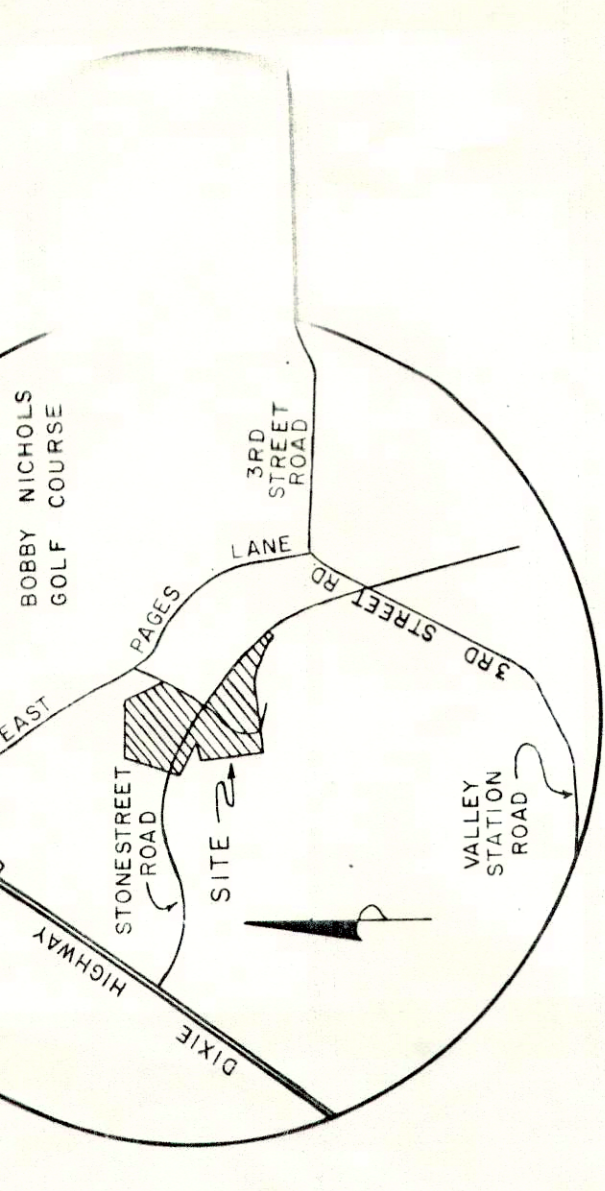 BOBBY NICHOLS
GOLF COURSE
3RD
STREET
ROAD
EAST
PAGES
LANE
3RD STREET RD.
STONESTREET
ROAD
SITE
VALLEY
STATION
ROAD
DIXIE
HIGHWAY